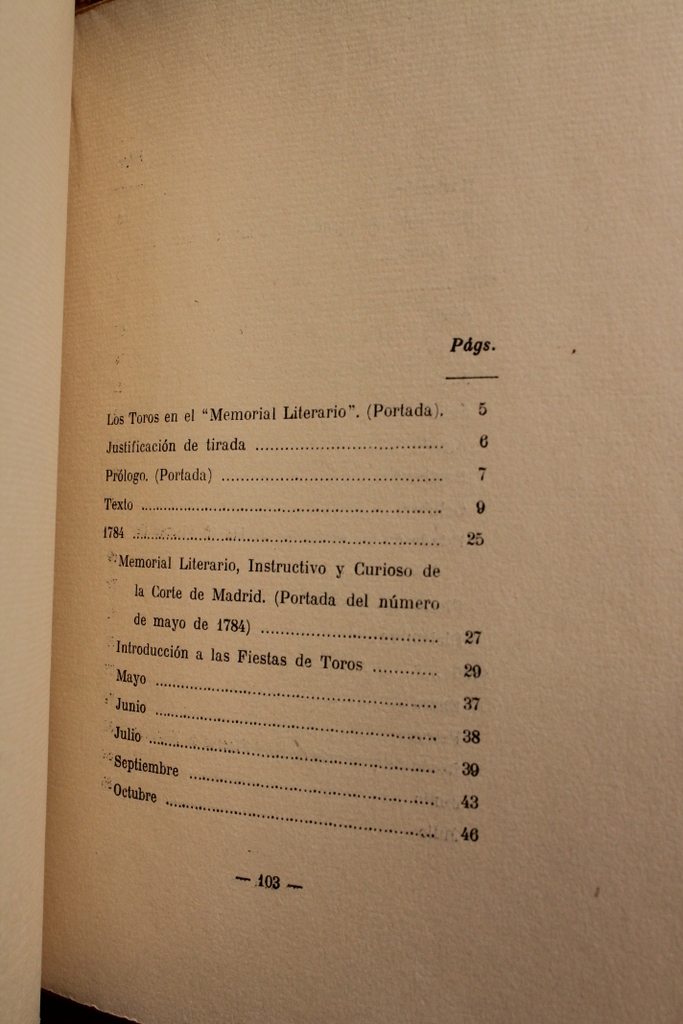 Págs.
Los Toros en el “Memorial Literario”. (Portada). 5
Justificación de tirada ................................... 6
Prólogo. (Portada) ......................................... 7
Texto ........................................................... 9
1784 ............................................................. 25
Memorial Literario, Instructivo y Curioso de
la Corte de Madrid. (Portada del número
de mayo de 1784) ................................... 27
Introducción a las Fiestas de Toros ........... 29
Mayo ........................................................ 37
Junio ........................................................ 38
Julio ......................................................... 39
Septiembre ................................................ 43
Octubre ..................................................... 46
— 103 —